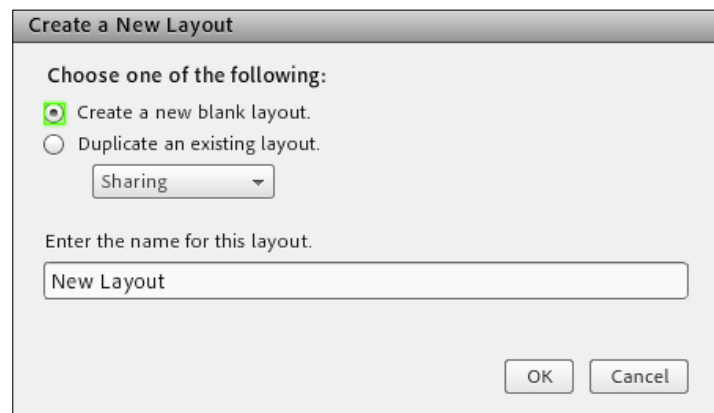 Create a New Layout
Choose one of the following:
Create a new blank layout.
Duplicate an existing layout.
Sharing
Enter the name for this layout.
New Layout
OK Cancel